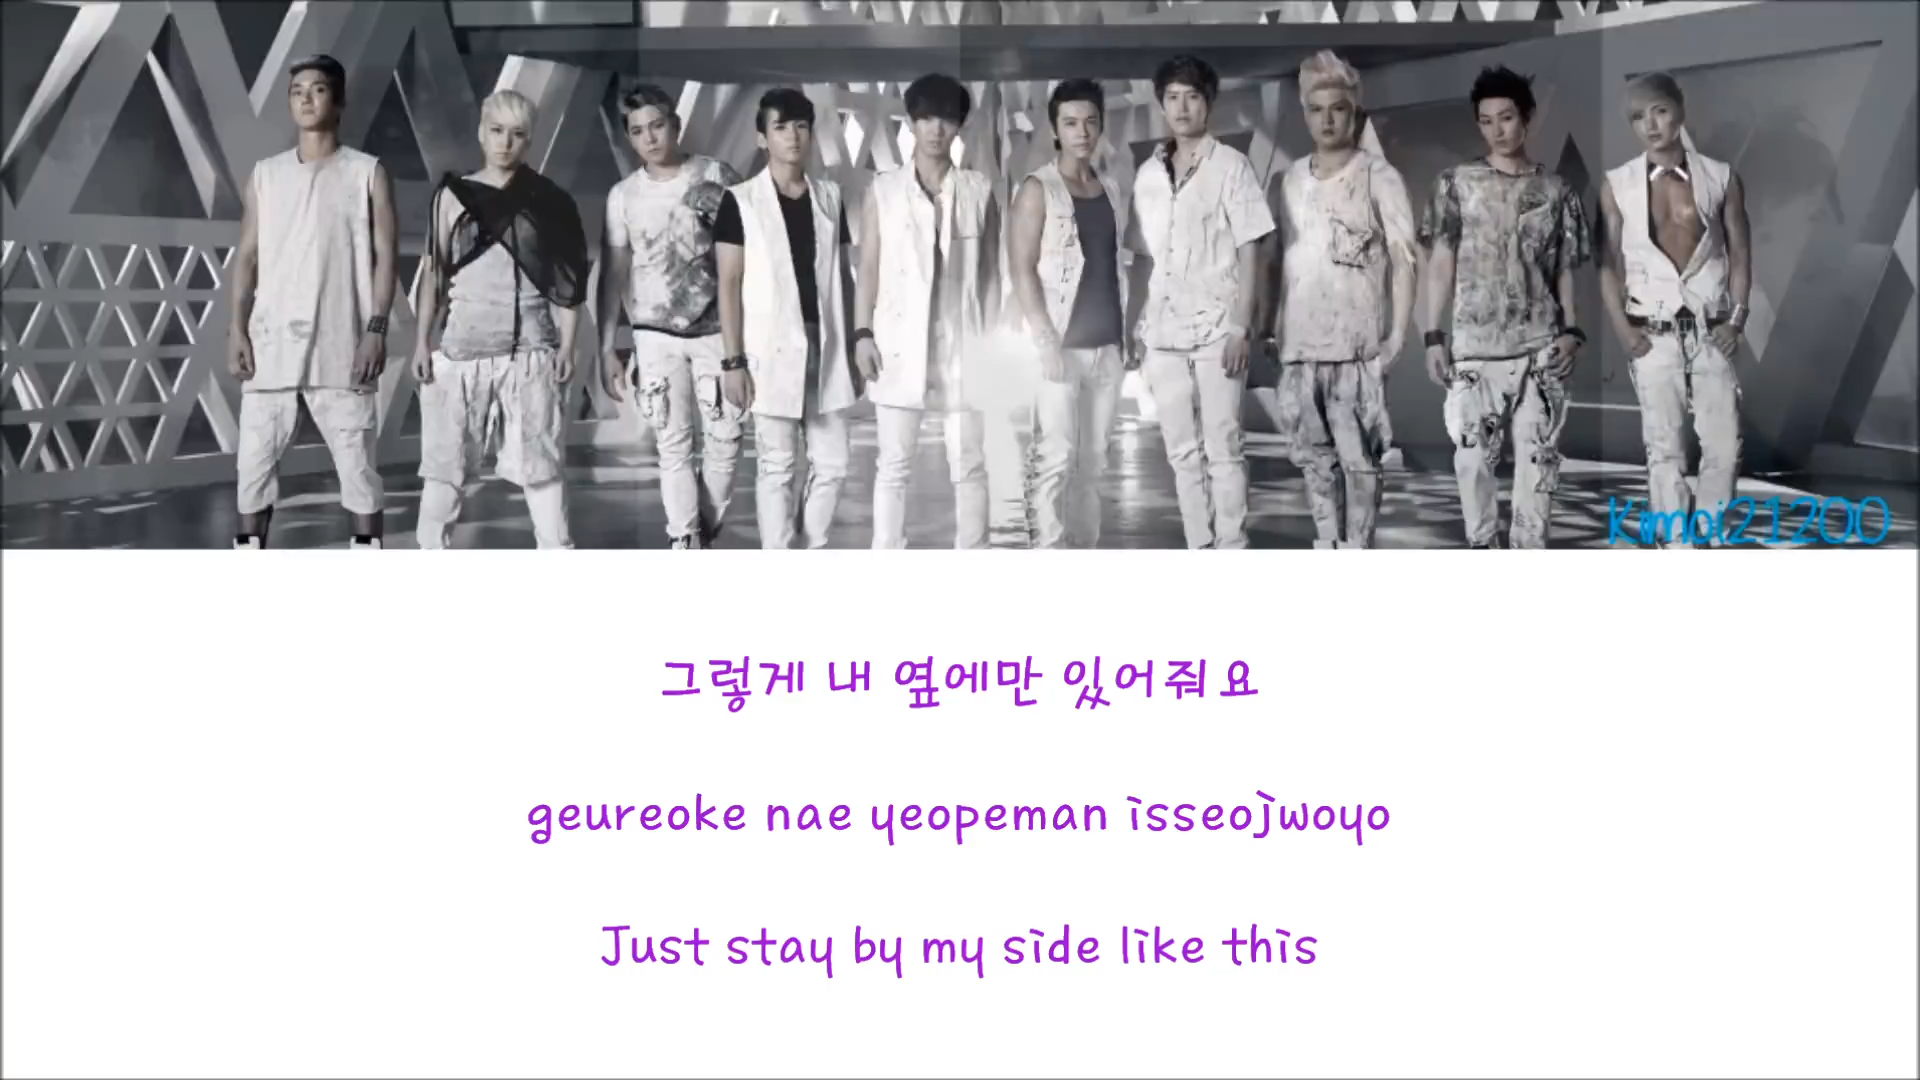 Kimoi21200
그렇게 내 옆에만 있어줘요
geureoke nae yeopeman isseojwoyo
Just stay by my side like this